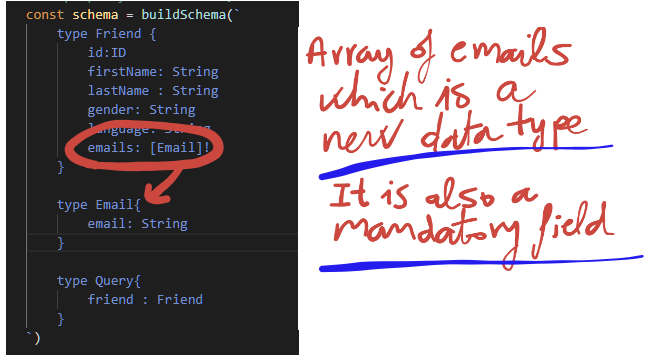 const schema = buildSchema(`
type Friend {
id:ID
firstName: String
lastName : String
gender: String
language: String
emails: [Email]!
}
type Email{
email: String
}
type Query{
friend : Friend
}
`)
Array of emails
which is a
new data type
It is also a
mandatory field